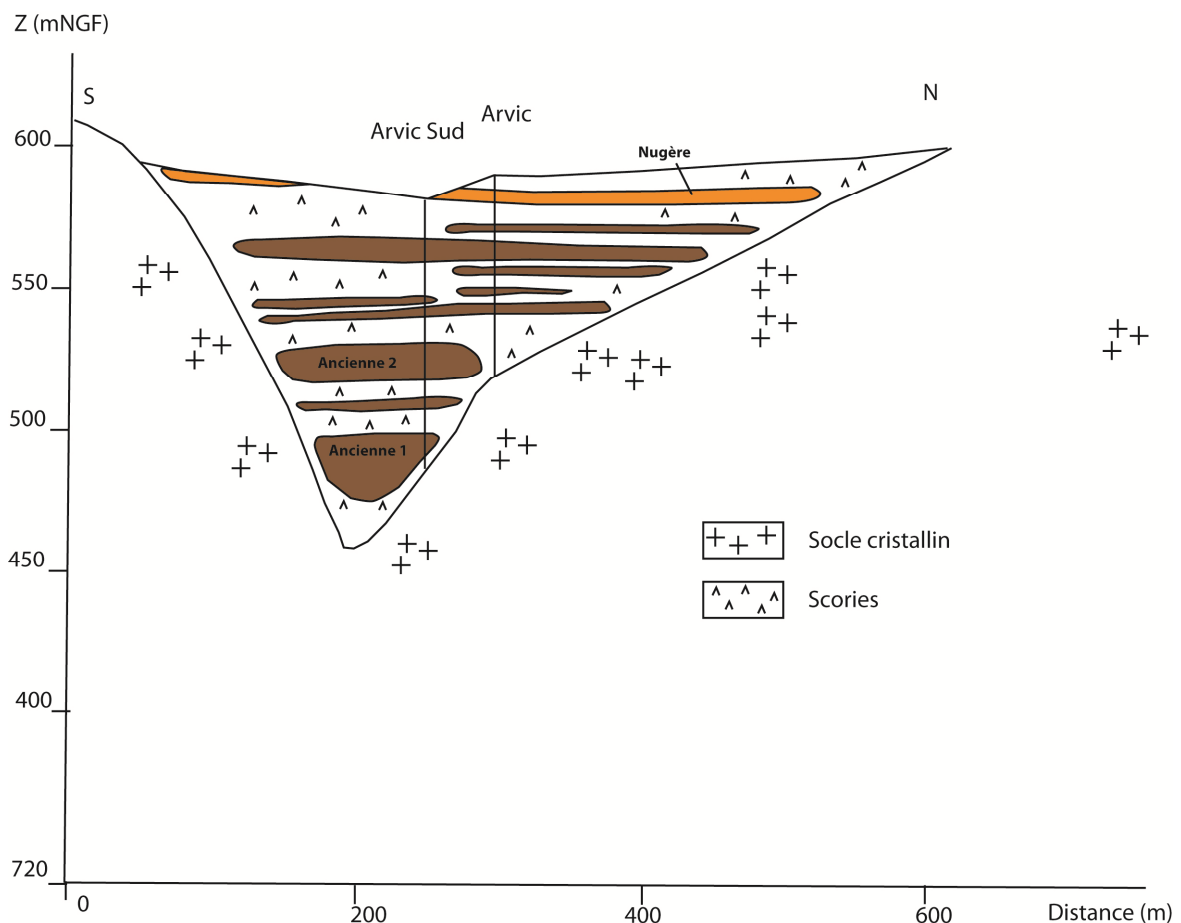 Z (mNGF)
S
N
Arvic Sud
Arvic
600
Nugère
550
Ancienne 2
500
Ancienne 1
Socle cristallin
450
Scories
400
720
0
200
400
600
Distance (m)